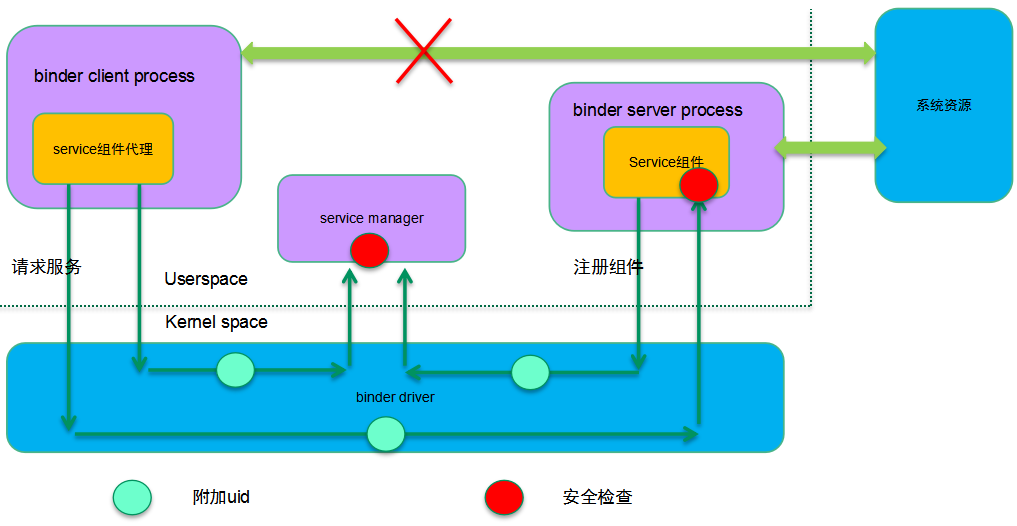 binder client process
service组件代理
binder server process
Service组件
系统资源
service manager
请求服务
注册组件
Userspace
Kernel space
binder driver
附加uid
安全检查